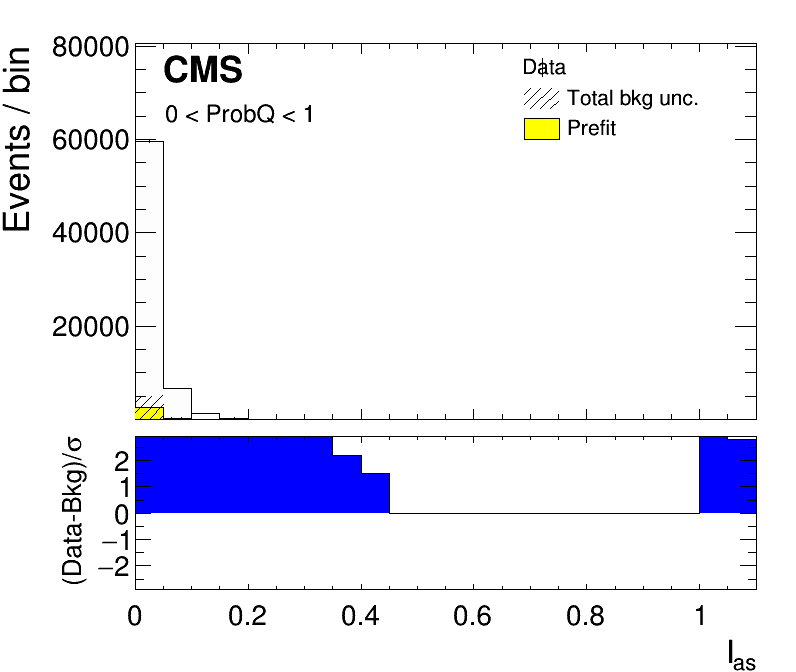 80000
60000
40000
20000
Events / bin
CMS
0 < ProbQ < 1
Data
Total bkg unc.
Prefit
2
1
0
−1
−2
(Data-Bkg)/σ
0 0.2 0.4 0.6 0.8 1
Ias